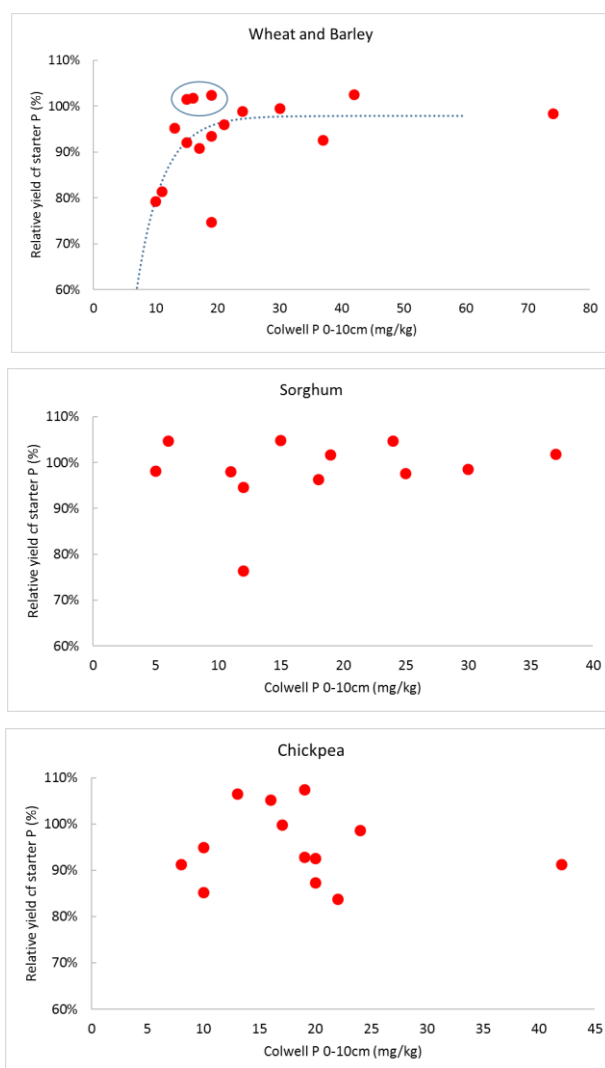 Wheat and Barley
Relative yield cf starter P (%)
110%
100%
90%
80%
70%
60%
0 10 20 30 40 50 60 70 80
Colwell P 0-10cm (mg/kg)
Sorghum
Relative yield cf starter P (%)
110%
100%
90%
80%
70%
60%
0 5 10 15 20 25 30 35 40
Colwell P 0-10cm (mg/kg)
Chickpea
Relative yield cf starter P (%)
110%
100%
90%
80%
70%
60%
0 5 10 15 20 25 30 35 40 45
Colwell P 0-10cm (mg/kg)